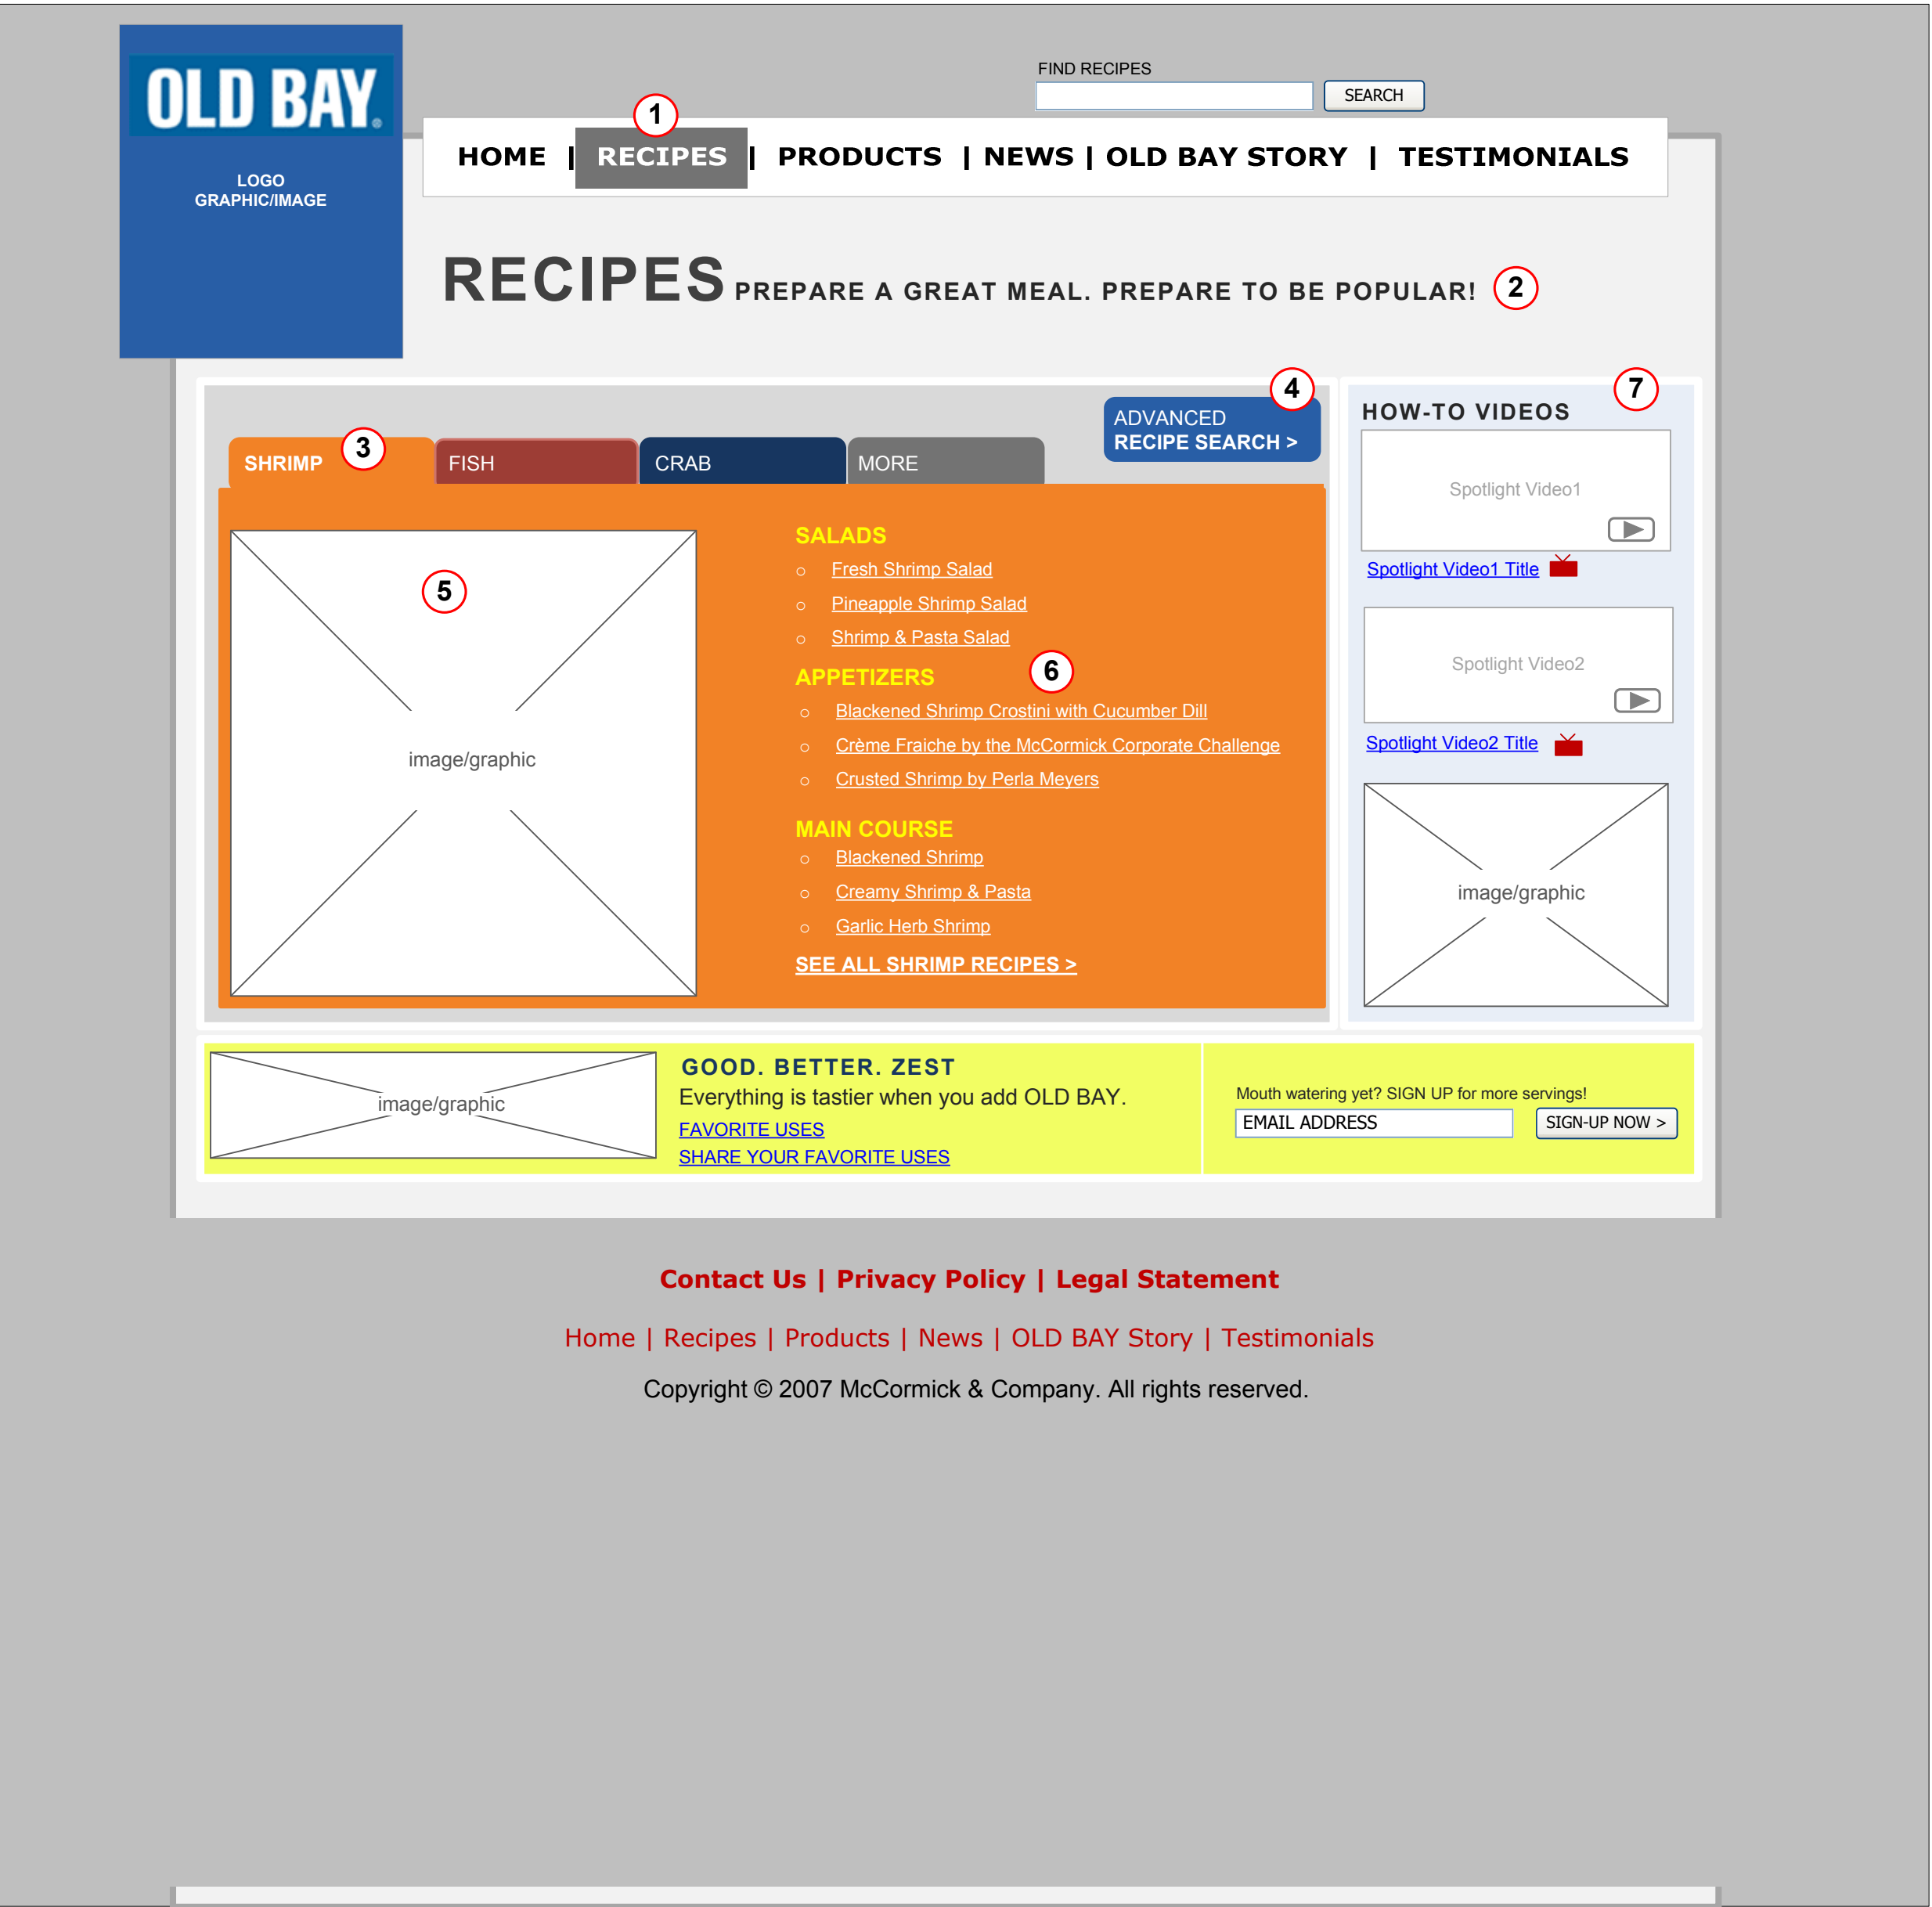 OLD BAY®
LOGO
GRAPHIC/IMAGE
FIND RECIPES
SEARCH
1
HOME | RECIPES | PRODUCTS | NEWS | OLD BAY STORY | TESTIMONIALS
RECIPES PREPARE A GREAT MEAL. PREPARE TO BE POPULAR! 2
4
ADVANCED
RECIPE SEARCH >
3
SHRIMP
FISH
CRAB
MORE
5
image/graphic
SALADS
o Fresh Shrimp Salad
o Pineapple Shrimp Salad
o Shrimp & Pasta Salad
6
APPETIZERS
o Blackened Shrimp Crostini with Cucumber Dill
o Crème Fraiche by the McCormick Corporate Challenge
o Crusted Shrimp by Perla Meyers
MAIN COURSE
o Blackened Shrimp
o Creamy Shrimp & Pasta
o Garlic Herb Shrimp
SEE ALL SHRIMP RECIPES >
7
HOW-TO VIDEOS
Spotlight Video1
Spotlight Video1 Title
Spotlight Video2
Spotlight Video2 Title
image/graphic
image/graphic
GOOD. BETTER. ZEST
Everything is tastier when you add OLD BAY.
FAVORITE USES
SHARE YOUR FAVORITE USES
Mouth watering yet? SIGN UP for more servings!
EMAIL ADDRESS
SIGN-UP NOW >
Contact Us | Privacy Policy | Legal Statement
Home | Recipes | Products | News | OLD BAY Story | Testimonials
Copyright © 2007 McCormick & Company. All rights reserved.